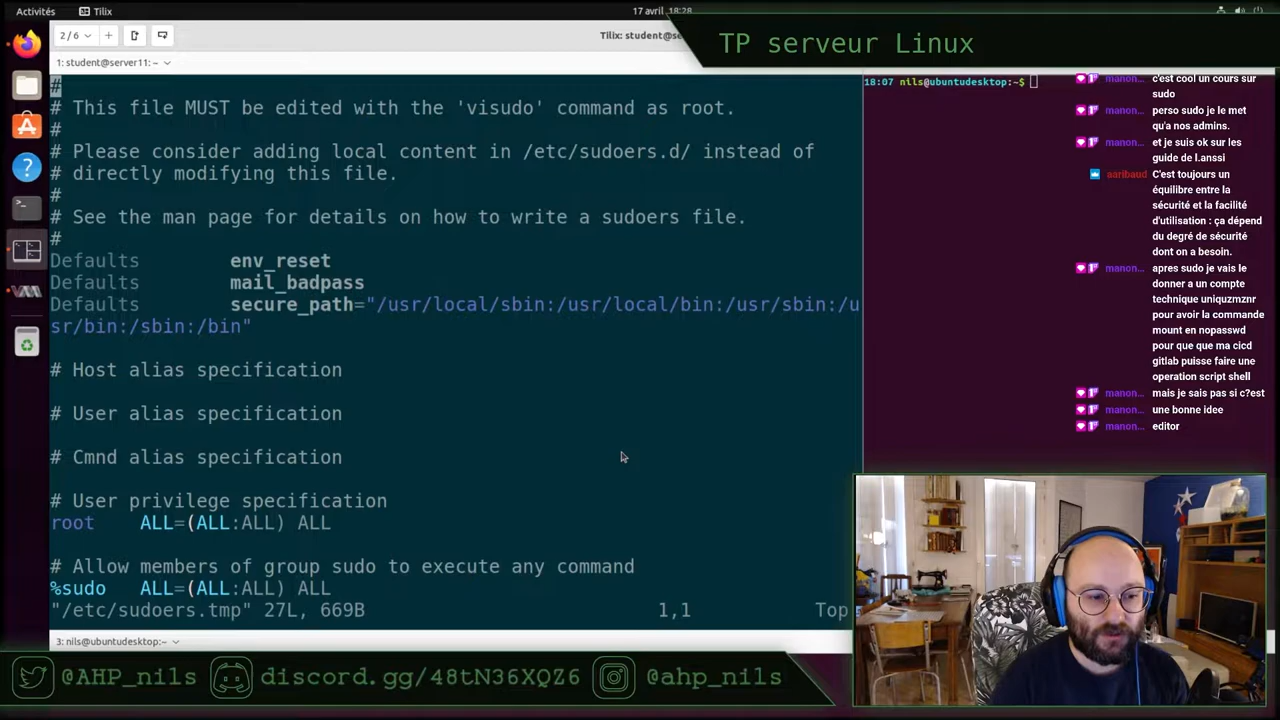 Activités
Tilix
17 avril 18:28
TP serveur Linux
2/6
Tilix: student@se
1: student@server11: ~
#
# This file MUST be edited with the 'visudo' command as root.
#
# Please consider adding local content in /etc/sudoers.d/ instead of
# directly modifying this file.
#
# See the man page for details on how to write a sudoers file.
#
Defaults env_reset
Defaults mail_badpass
Defaults secure_path="/usr/local/sbin:/usr/local/bin:/usr/sbin:/u
sr/bin:/sbin:/bin"
# Host alias specification
# User alias specification
# Cmnd alias specification
# User privilege specification
root ALL=(ALL:ALL) ALL
# Allow members of group sudo to execute any command
%sudo ALL=(ALL:ALL) ALL
"/etc/sudoers.tmp" 27L, 669B 1,1 Top
3: nils@ubuntudesktop: ~
18:07 nils@ubuntudesktop:~$
manon... c'est cool un cours sur
sudo
manon... perso sudo je le met
qu'a nos admins.
manon... et je suis ok sur les
guide de l.anssi
aaribaud C'est toujours un
équilibre entre la
sécurité et la facilité
d'utilisation : ça dépend
du degré de sécurité
dont on a besoin.
manon... apres sudo je vais le
donner a un compte
technique uniquzmznr
pour avoir la commande
mount en nopasswd
pour que que ma cicd
gitlab puisse faire une
operation script shell
manon... mais je sais pas si c?est
manon... une bonne idee
manon... editor
@AHP_nils
discord.gg/48tN36XQZ6
@ahp_nils